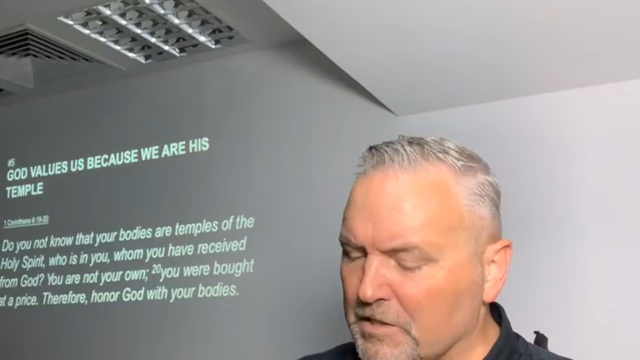 #5
GOD VALUES US BECAUSE WE ARE HIS
TEMPLE
1 Corinthians 6:19-20
Do you not know that your bodies are temples of the
Holy Spirit, who is in you, whom you have received
from God? You are not your own; 20you were bought
at a price. Therefore, honor God with your bodies.